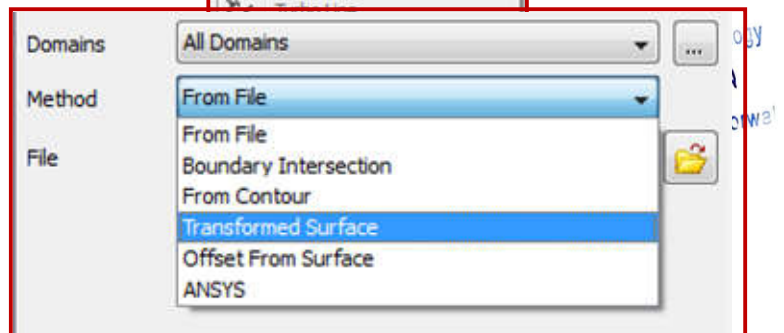 Domains All Domains ...
Method From File
From File
File Boundary Intersection
From Contour
Transformed Surface
Offset From Surface
ANSYS